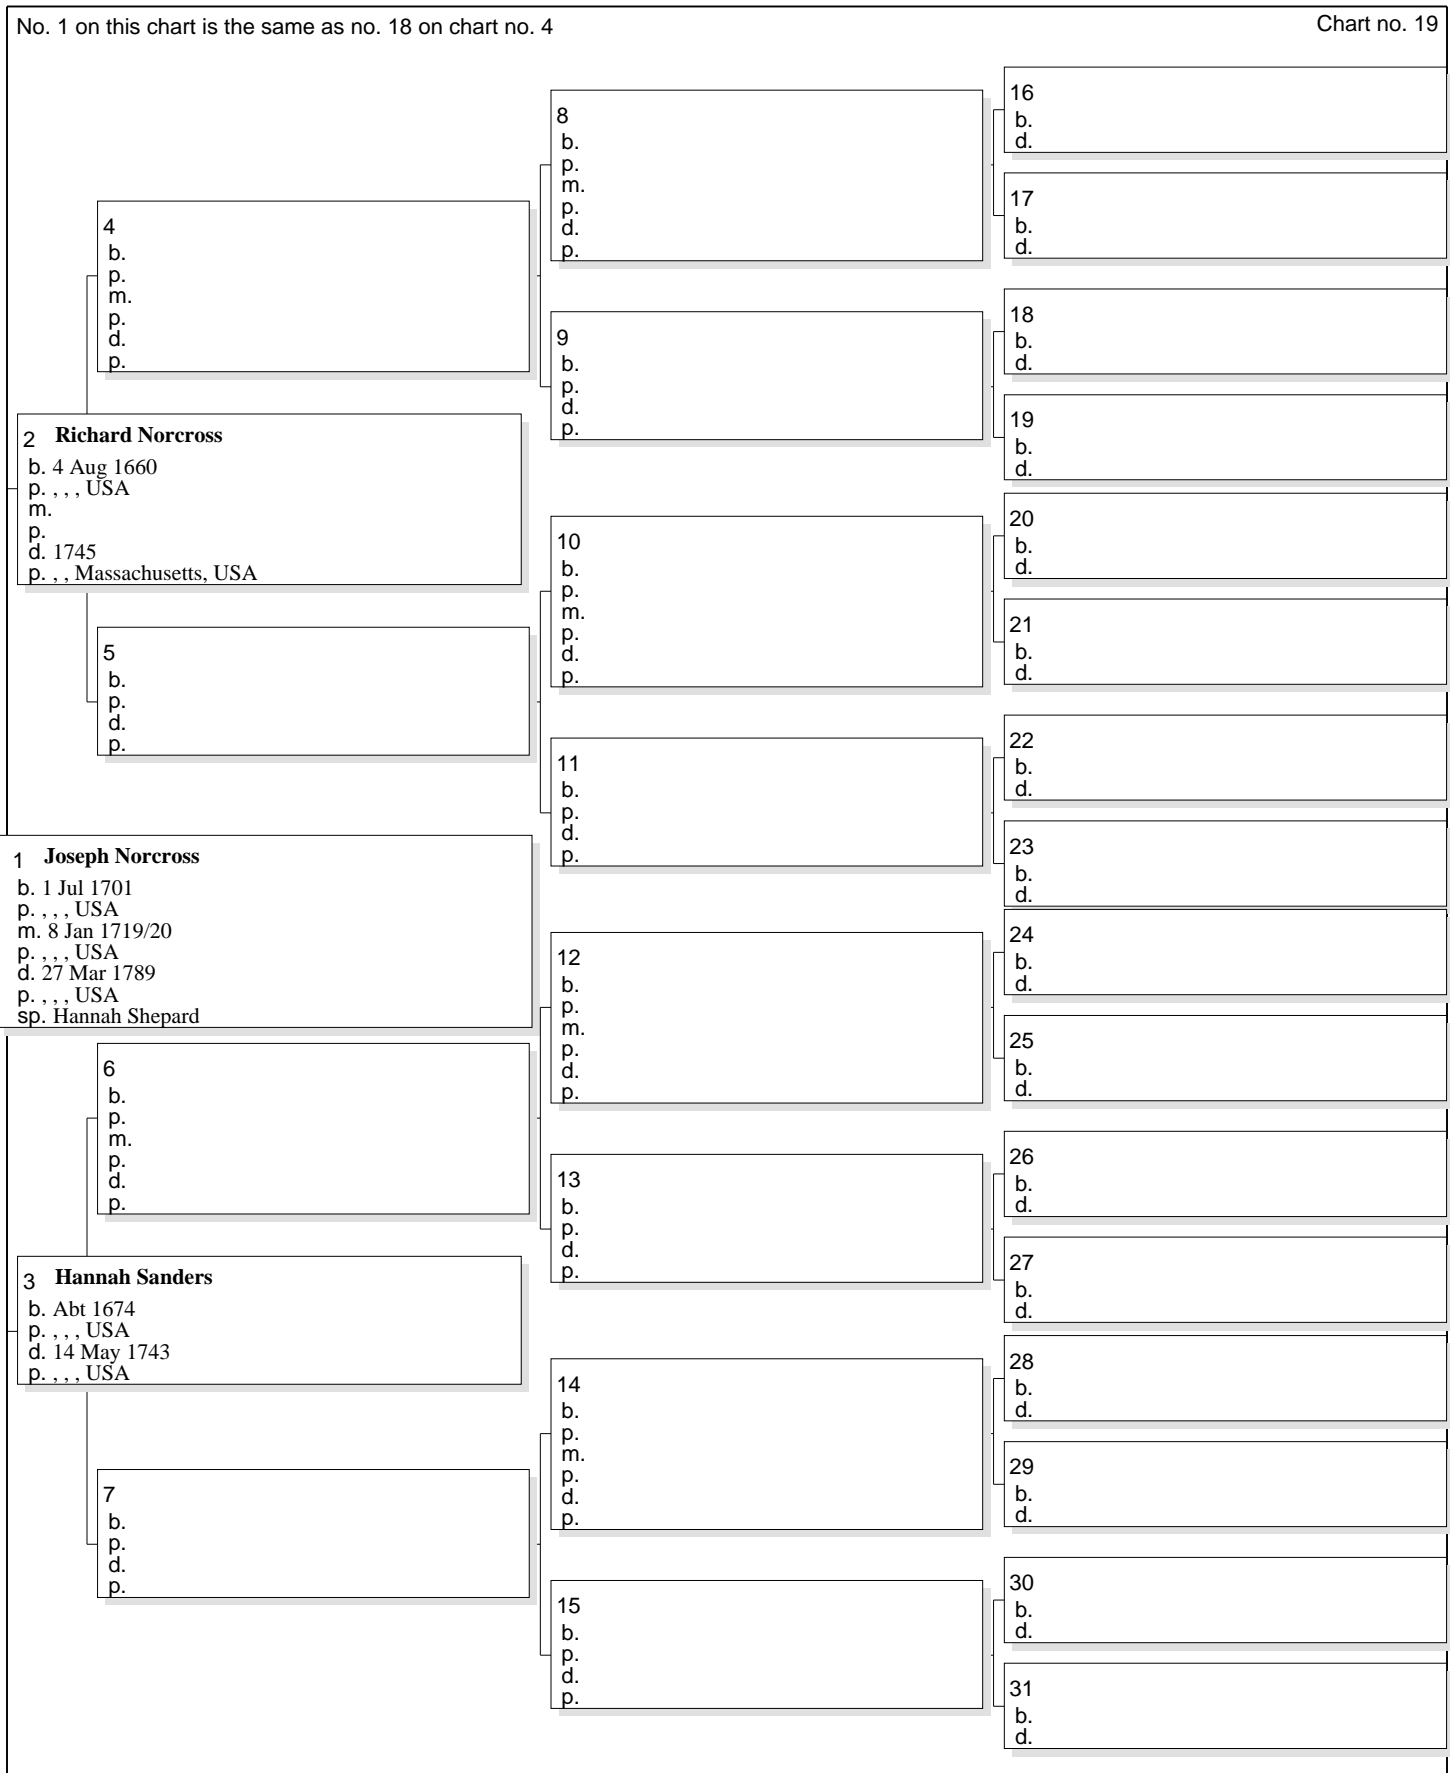 No. 1 on this chart is the same as no. 18 on chart no. 4
Chart no. 19
1 Joseph Norcross
b. 1 Jul 1701
p. , , , USA
m. 8 Jan 1719/20
p. , , , USA
d. 27 Mar 1789
p. , , , USA
sp. Hannah Shepard
2 Richard Norcross
b. 4 Aug 1660
p. , , , USA
m.
p.
d. 1745
p. , , Massachusetts, USA
3 Hannah Sanders
b. Abt 1674
p. , , , USA
d. 14 May 1743
p. , , , USA
4
b.
p.
m.
p.
d.
p.
5
b.
p.
d.
p.
6
b.
p.
m.
p.
d.
p.
7
b.
p.
d.
p.
8
b.
p.
m.
p.
d.
p.
9
b.
p.
d.
p.
10
b.
p.
m.
p.
d.
p.
11
b.
p.
d.
p.
12
b.
p.
m.
p.
d.
p.
13
b.
p.
d.
p.
14
b.
p.
m.
p.
d.
p.
15
b.
p.
d.
p.
16
b.
d.
17
b.
d.
18
b.
d.
19
b.
d.
20
b.
d.
21
b.
d.
22
b.
d.
23
b.
d.
24
b.
d.
25
b.
d.
26
b.
d.
27
b.
d.
28
b.
d.
29
b.
d.
30
b.
d.
31
b.
d.